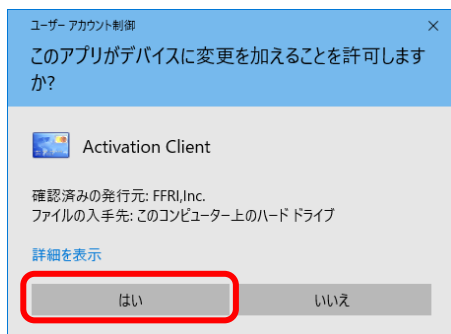 ユーザー アカウント制御
このアプリがデバイスに変更を加えることを許可します
か?
Activation Client
確認済みの発行元: FFRI,Inc.
ファイルの入手先: このコンピューター上のハード ドライブ
詳細を表示
はい
いいえ